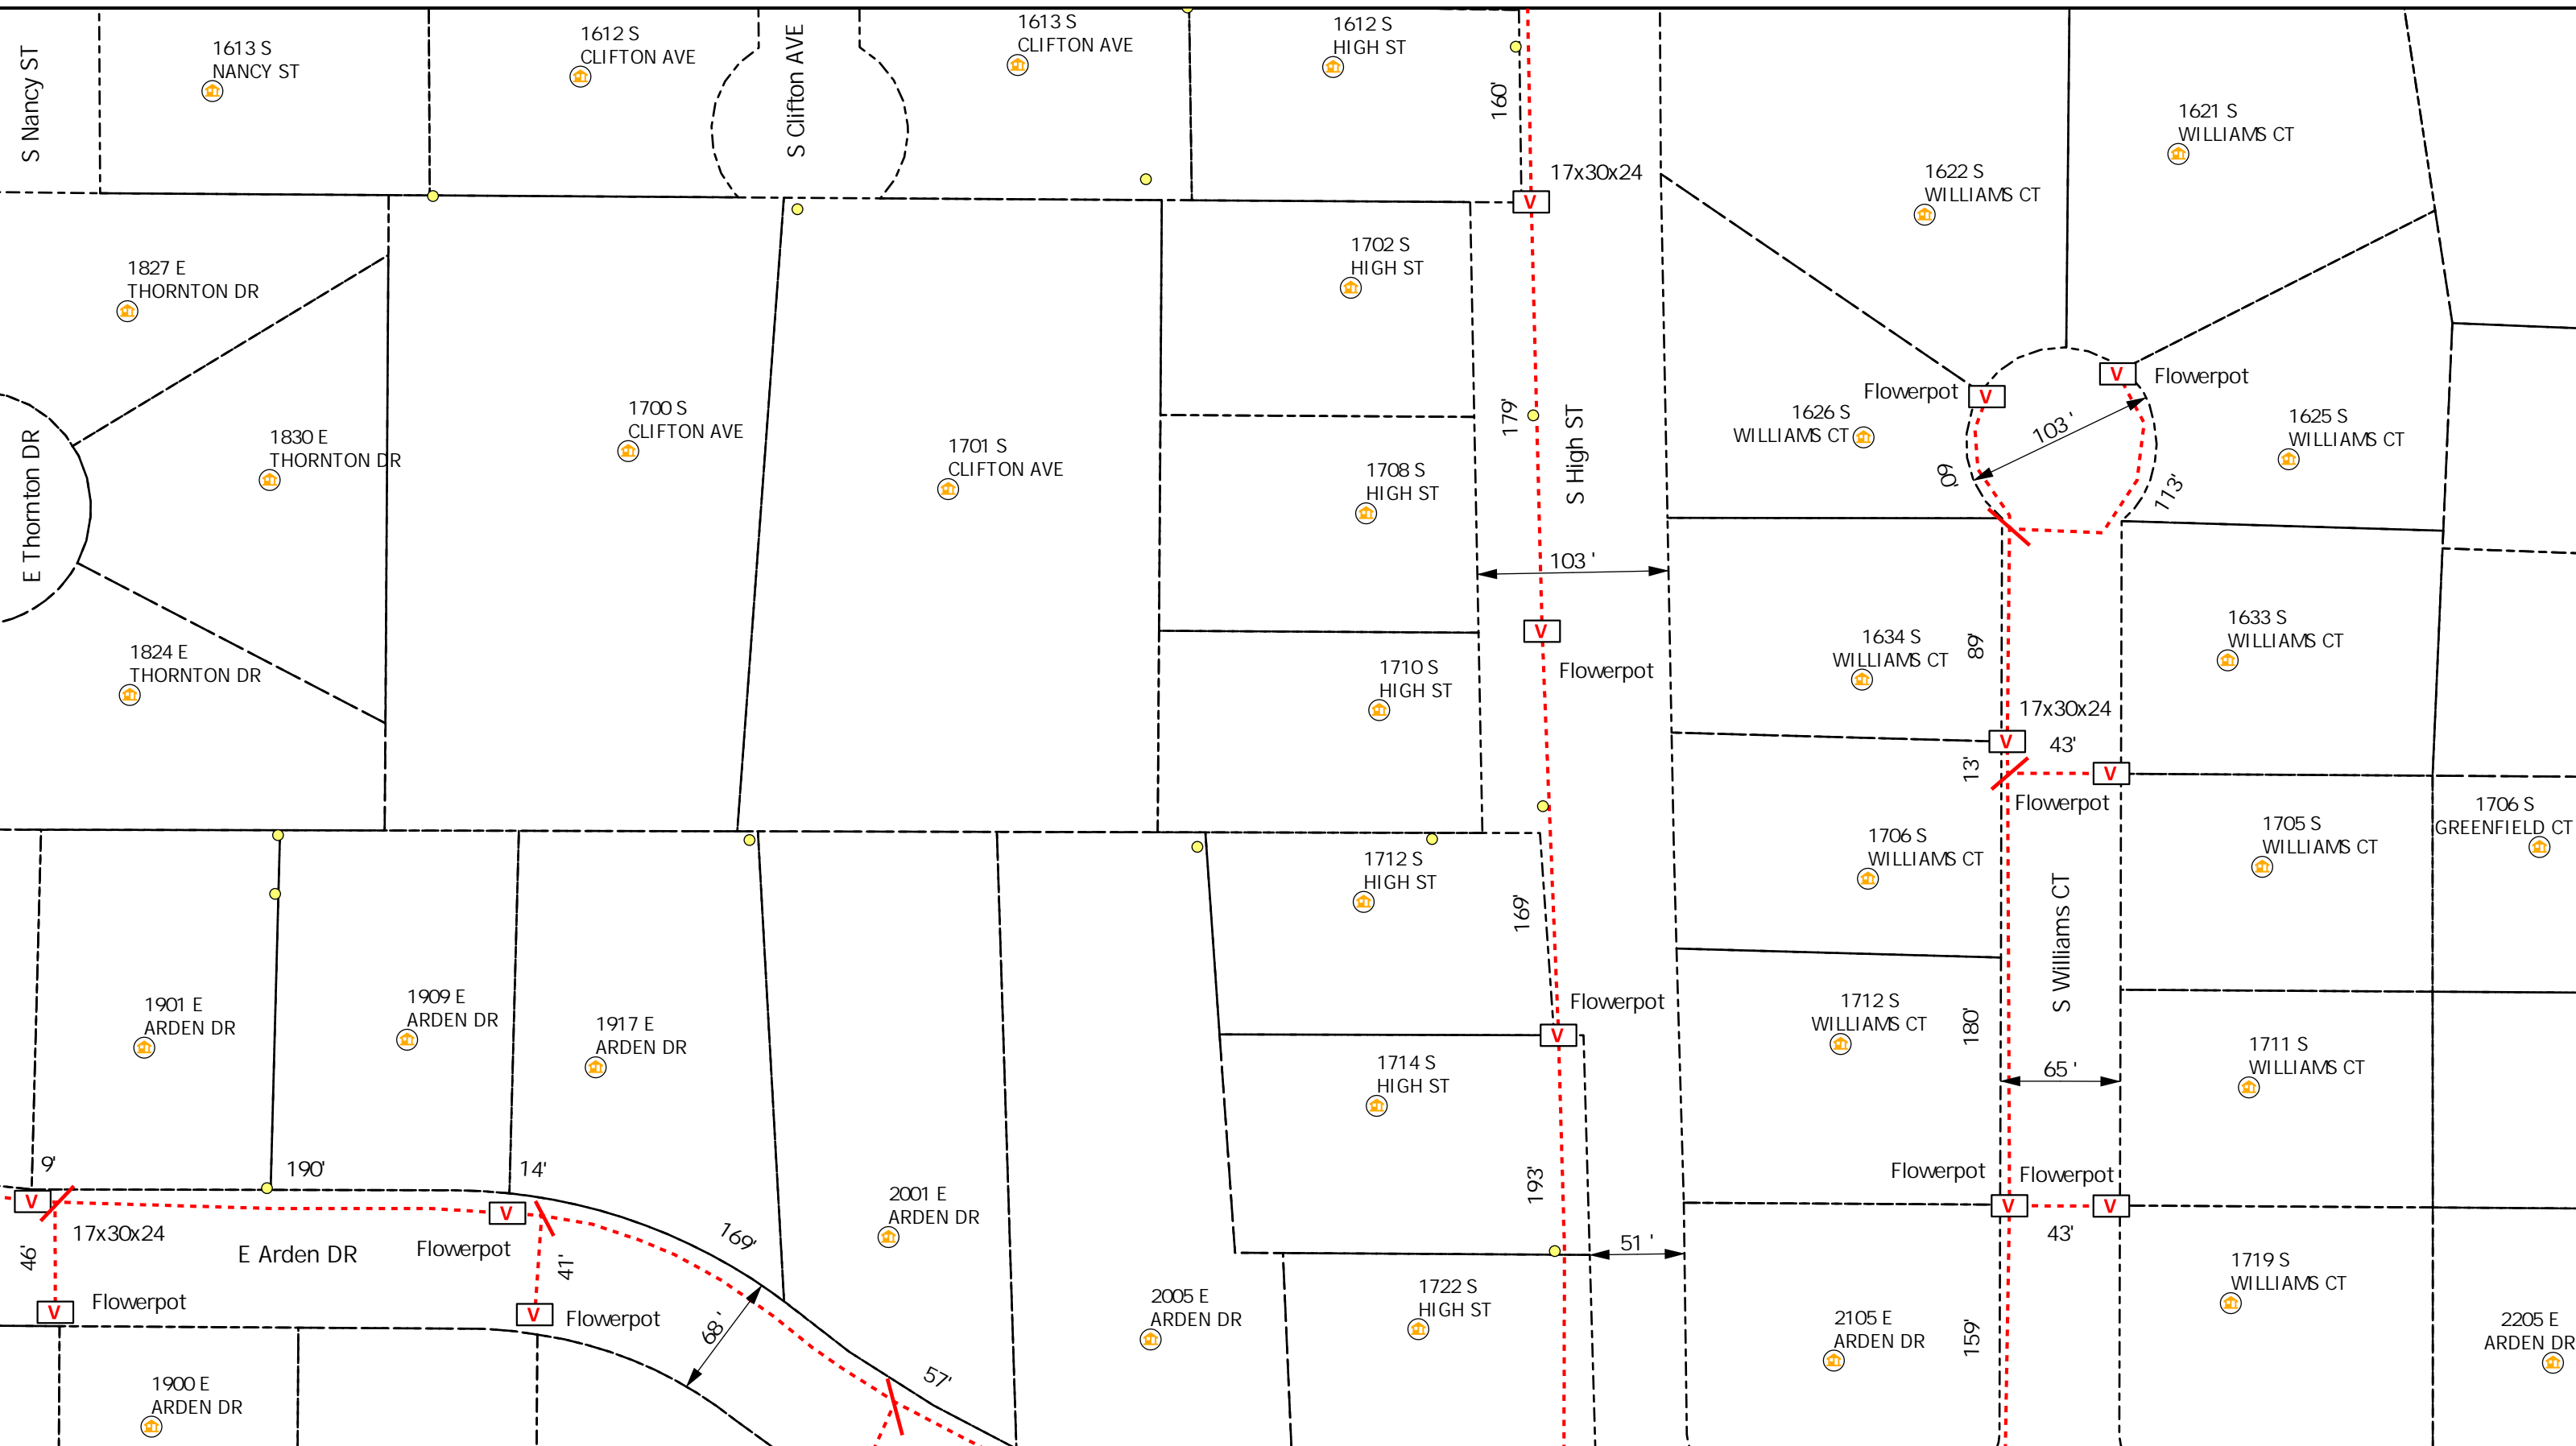 S Nancy ST
1613 S
NANCY ST
1612 S
CLIFTON AVE
S Clifton AVE
1613 S
CLIFTON AVE
1612 S
HIGH ST
160'
V
17x30x24
1621 S
WILLIAMS CT
1622 S
WILLIAMS CT
1827 E
THORNTON DR
1830 E
THORNTON DR
E Thornton DR
1824 E
THORNTON DR
1700 S
CLIFTON AVE
1701 S
CLIFTON AVE
1702 S
HIGH ST
1708 S
HIGH ST
1710 S
HIGH ST
179'
S High ST
103 '
V
Flowerpot
Flowerpot
V
V
Flowerpot
103 '
60'
113'
1626 S
WILLIAMS CT
1625 S
WILLIAMS CT
1634 S
WILLIAMS CT
89'
1633 S
WILLIAMS CT
17x30x24
V
43'
13'
V
Flowerpot
1706 S
WILLIAMS CT
1705 S
WILLIAMS CT
1706 S
GREENFIELD CT
S Williams CT
1712 S
HIGH ST
169'
Flowerpot
V
1714 S
HIGH ST
193'
51 '
1722 S
HIGH ST
1712 S
WILLIAMS CT
180'
65 '
1711 S
WILLIAMS CT
Flowerpot
Flowerpot
V
V
43'
1719 S
WILLIAMS CT
2105 E
ARDEN DR
159'
2205 E
ARDEN DR
1901 E
ARDEN DR
1909 E
ARDEN DR
1917 E
ARDEN DR
2001 E
ARDEN DR
2005 E
ARDEN DR
9'
190'
14'
V
V
17x30x24
46'
E Arden DR
Flowerpot
41'
169'
V
Flowerpot
V
Flowerpot
68 '
57'
1900 E
ARDEN DR